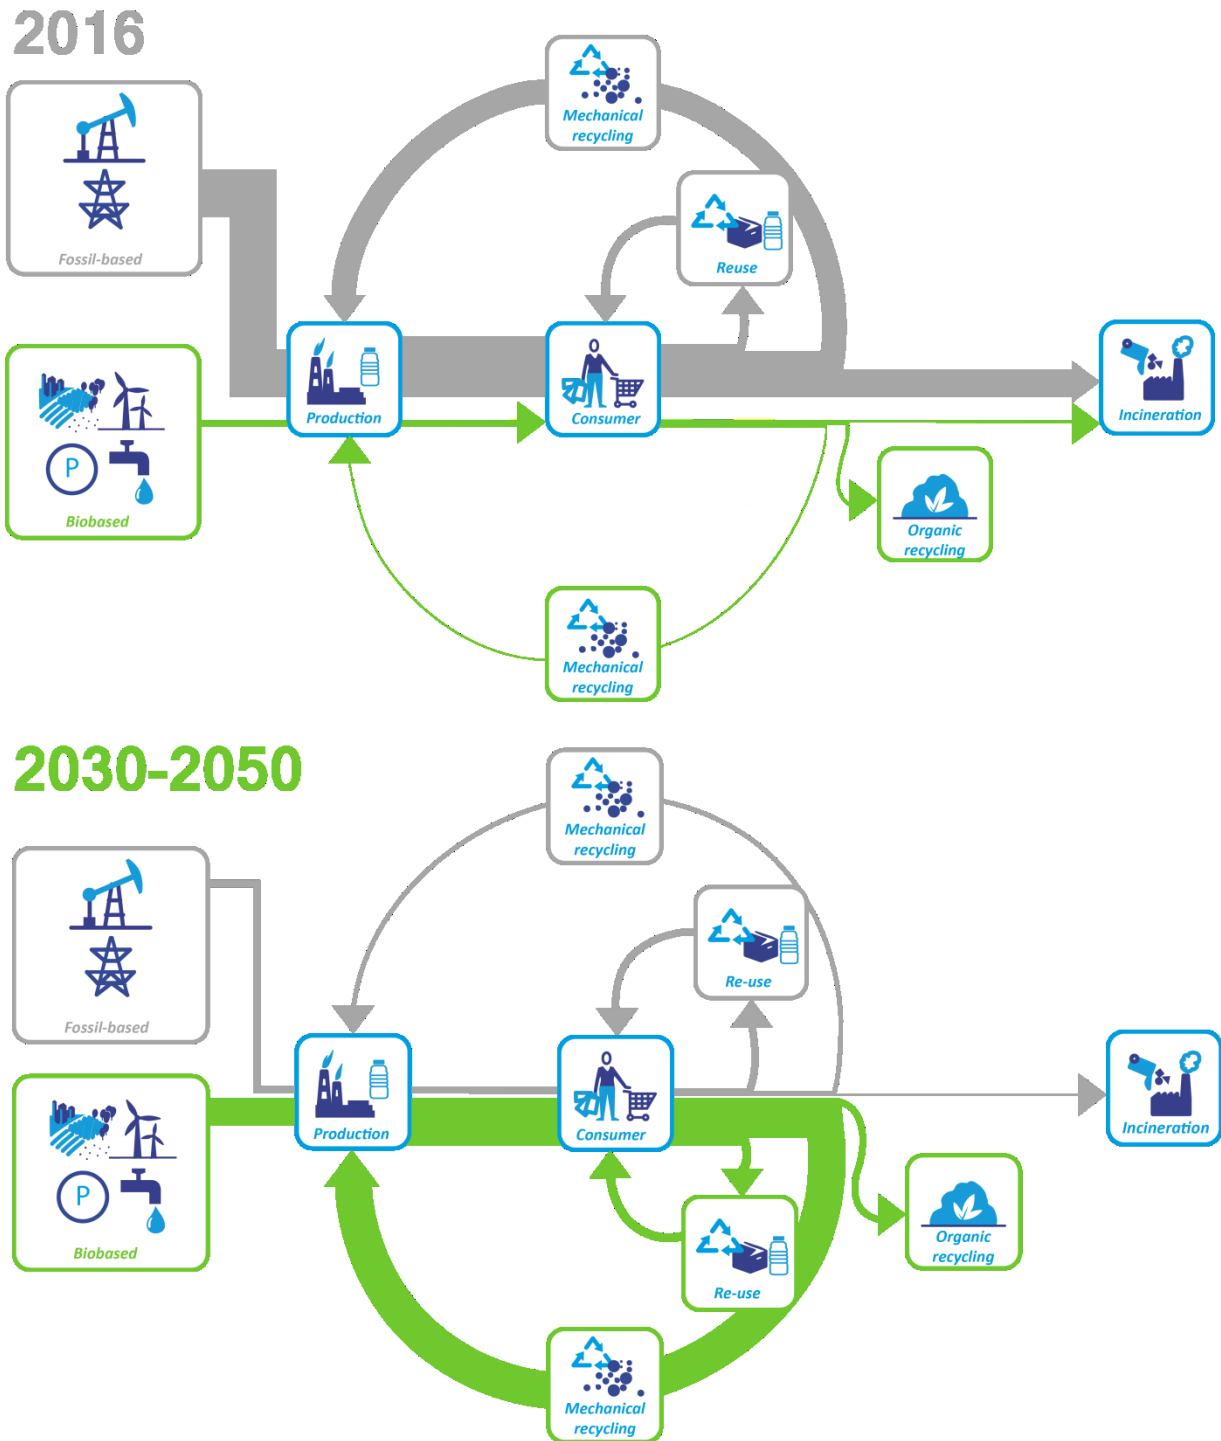 2016
Mechanical
recycling
Fossil-based
Reuse
Production
Consumer
Incineration
P
Biobased
Organic
recycling
Mechanical
recycling
2030-2050
Mechanical
recycling
Fossil-based
Re-use
Production
Consumer
Incineration
P
Biobased
Organic
recycling
Re-use
Mechanical
recycling